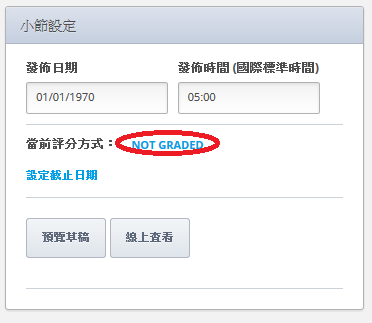 小節設定
發佈日期 發佈時間 (國際標準時間)
01/01/1970 05:00
當前評分方式： NOT GRADED
設定截止日期
預覽草稿 線上查看